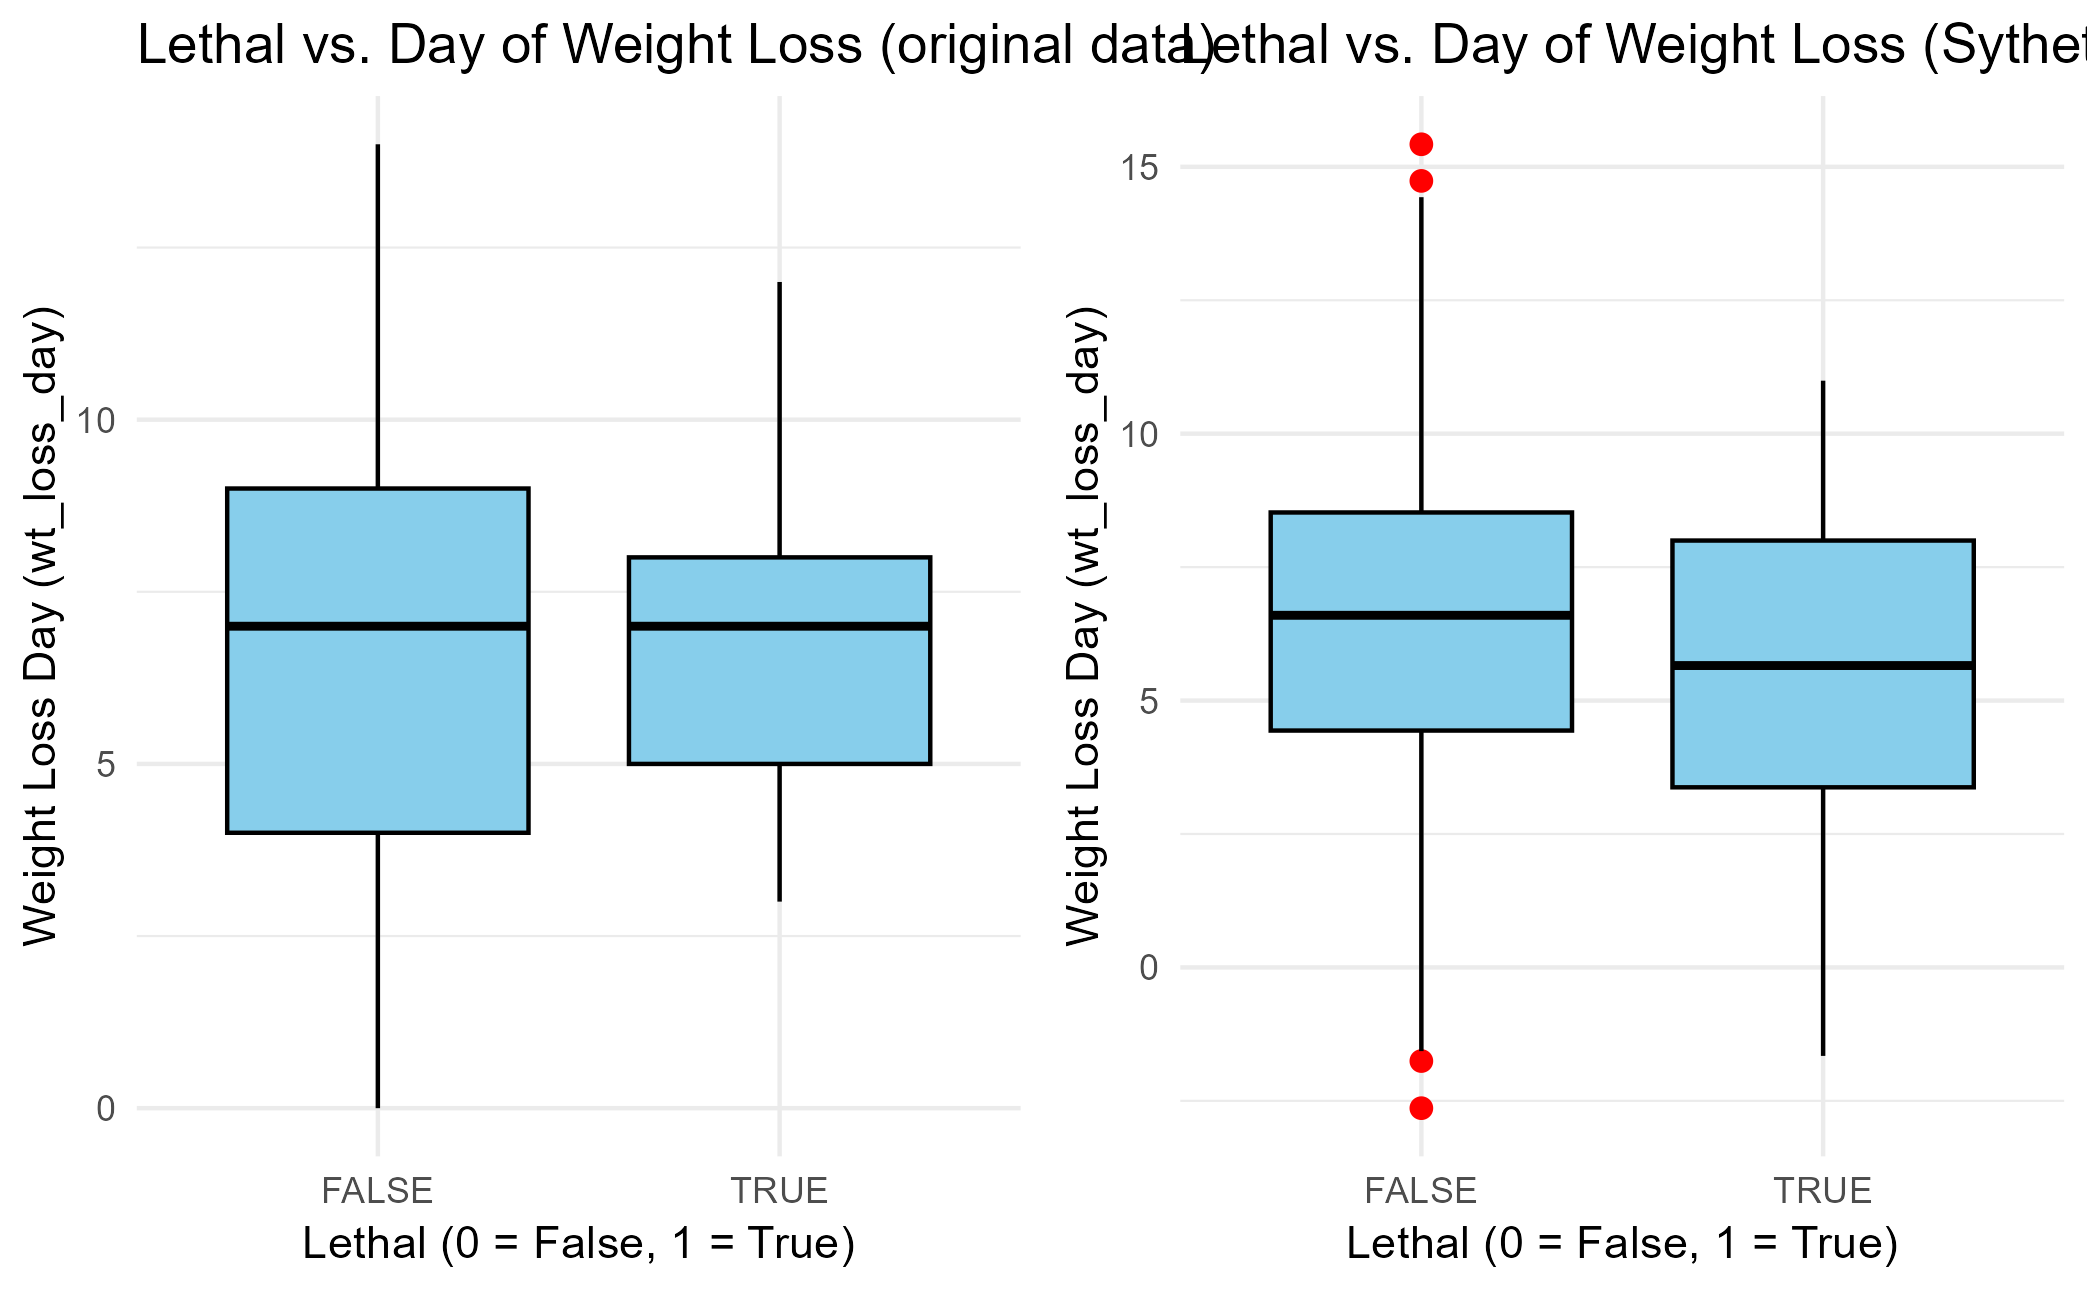 Lethal vs. Day of Weight Loss (original data)
Weight Loss Day (wt_loss_day)
10
5
0
FALSE TRUE
Lethal (0 = False, 1 = True)
Lethal vs. Day of Weight Loss (Sythet
Weight Loss Day (wt_loss_day)
15
10
5
0
FALSE TRUE
Lethal (0 = False, 1 = True)